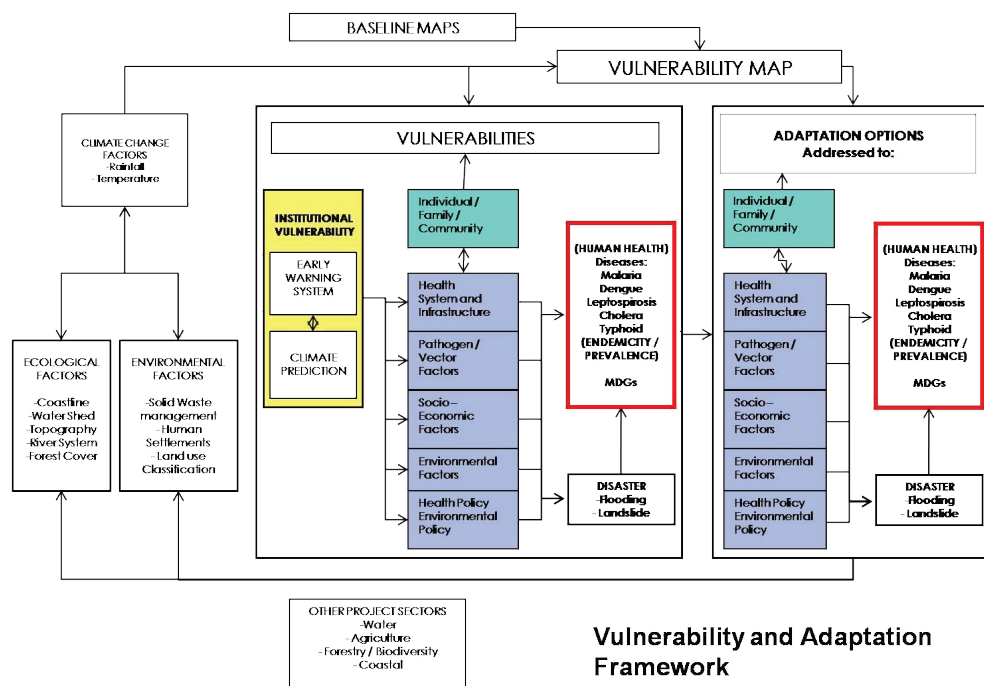 BASELINE MAPS
VULNERABILITY MAP
CLIMATE CHANGE
FACTORS
-Rainfall
- Temperature
VULNERABILITIES
INSTITUTIONAL
VULNERABILITY
EARLY
WARNING
SYSTEM
CLIMATE
PREDICTION
Individual /
Family /
Community
Health
System and
Infrastructure
Pathogen /
Vector
Factors
Socio–
Economic
Factors
Environmental
Factors
Health Policy
Environmental
Policy
(HUMAN HEALTH)
Diseases:
Malaria
Dengue
Leptospirosis
Cholera
Typhoid
(ENDEMICITY /
PREVALENCE)
MDGs
DISASTER
-Flooding
- Landslide
ADAPTATION OPTIONS
Addressed to:
Individual /
Family /
Community
Health
System and
Infrastructure
Pathogen /
Vector
Factors
Socio–
Economic
Factors
Environmental
Factors
Health Policy
Environmental
Policy
(HUMAN HEALTH)
Diseases:
Malaria
Dengue
Leptospirosis
Cholera
Typhoid
(ENDEMICITY /
PREVALENCE)
MDGs
DISASTER
-Flooding
- Landslide
ECOLOGICAL
FACTORS
-Coastline
-Water Shed
-Topography
-River System
-Forest Cover
ENVIRONMENTAL
FACTORS
-Solid Waste
management
-Human
Settlements
- Land use
Classification
OTHER PROJECT SECTORS
-Water
- Agriculture
- Forestry / Biodiversity
- Coastal
Vulnerability and Adaptation
Framework